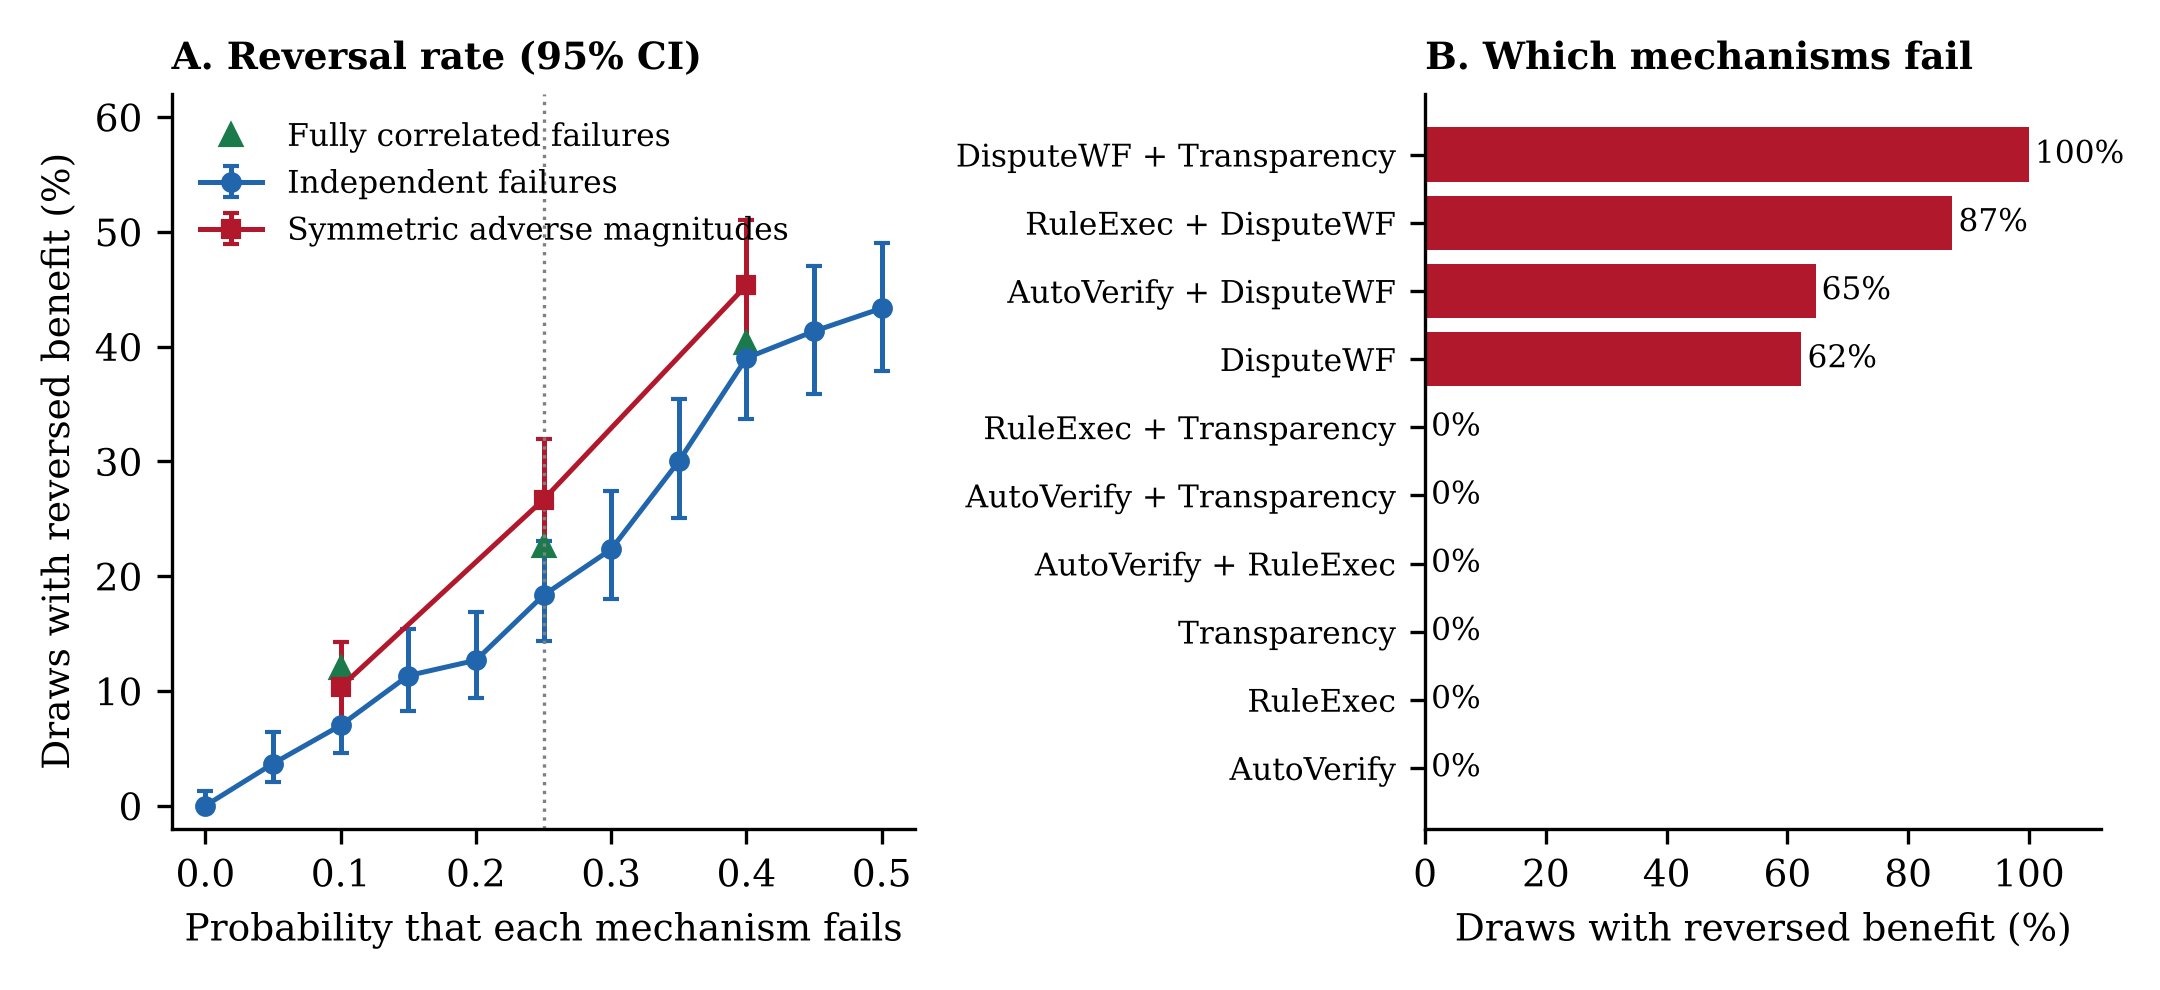 A. Reversal rate (95% CI)
Draws with reversed benefit (%)
60
50
40
30
20
10
0
Fully correlated failures
Independent failures
Symmetric adverse magnitudes
0.0 0.1 0.2 0.3 0.4 0.5
Probability that each mechanism fails
B. Which mechanisms fail
DisputeWF + Transparency 100%
RuleExec + DisputeWF 87%
AutoVerify + DisputeWF 65%
DisputeWF 62%
RuleExec + Transparency 0%
AutoVerify + Transparency 0%
AutoVerify + RuleExec 0%
Transparency 0%
RuleExec 0%
AutoVerify 0%
0 20 40 60 80 100
Draws with reversed benefit (%)